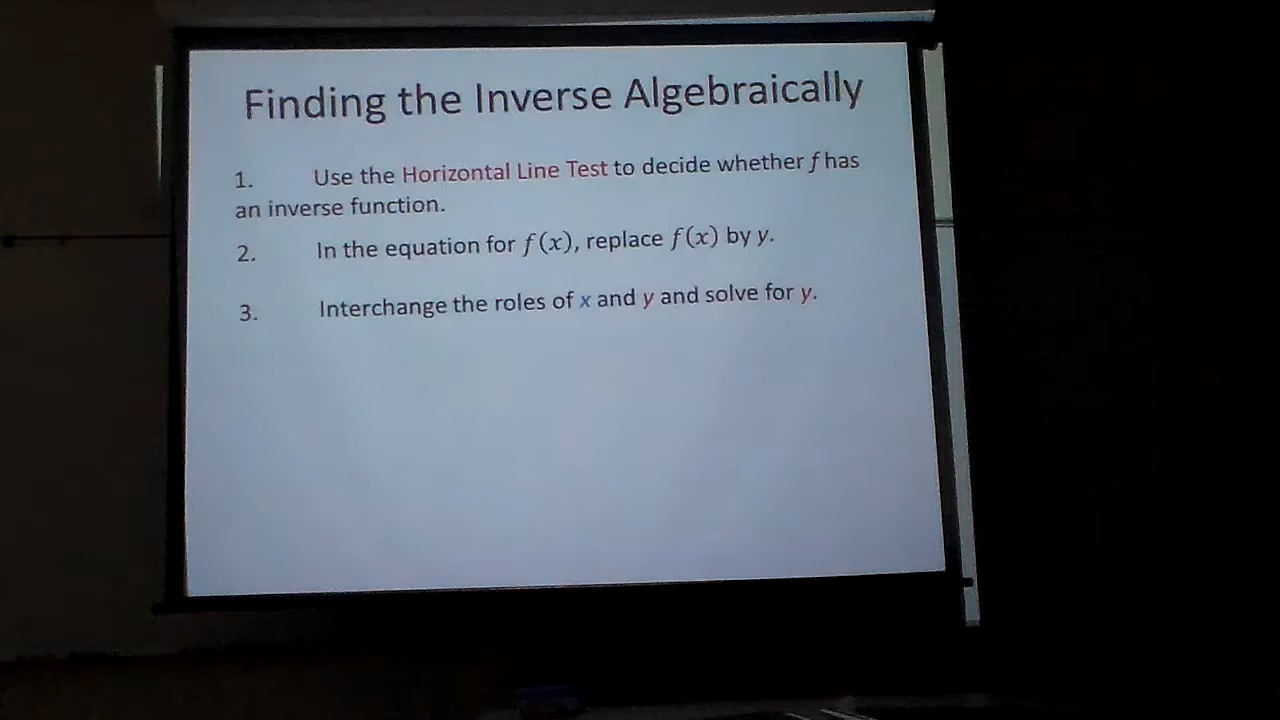 Finding the Inverse Algebraically
1. Use the Horizontal Line Test to decide whether f has
an inverse function.
2. In the equation for f(x), replace f(x) by y.
3. Interchange the roles of x and y and solve for y.